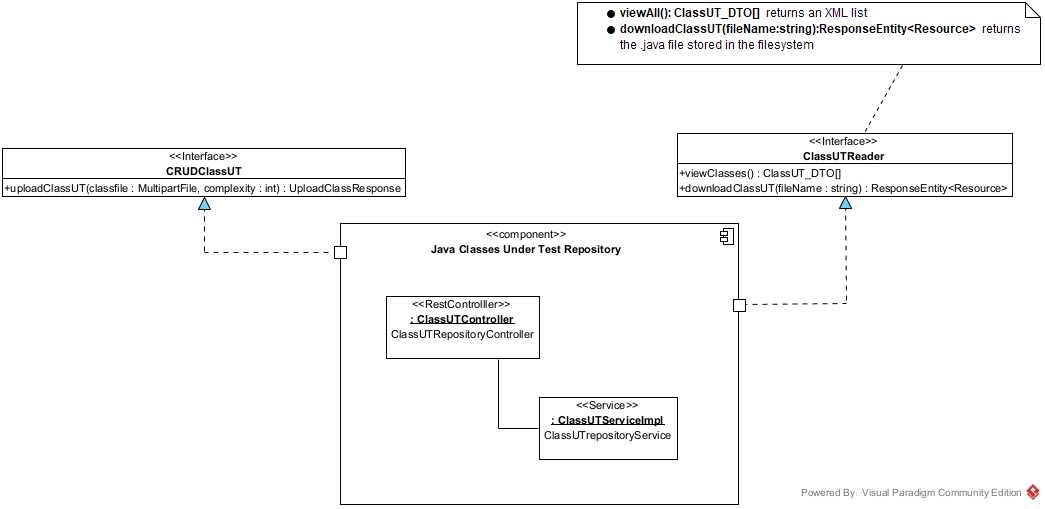 ● viewAll(): ClassUT_DTO[] returns an XML list
● downloadClassUT(fileName:string):ResponseEntity<Resource> returns
the .java file stored in the filesystem
<<Interface>>
CRUDClassUT
+uploadClassUT(classfile : MultipartFile, complexity : int) : UploadClassResponse
<<Interface>>
ClassUTReader
+viewClasses() : ClassUT_DTO[]
+downloadClassUT(fileName : string) : ResponseEntity<Resource>
<<component>>
Java Classes Under Test Repository
<<RestControlller>>
: ClassUTController
ClassUTRepositoryController
<<Service>>
: ClassUTServiceImpl
ClassUTrepositoryService
Powered By Visual Paradigm Community Edition